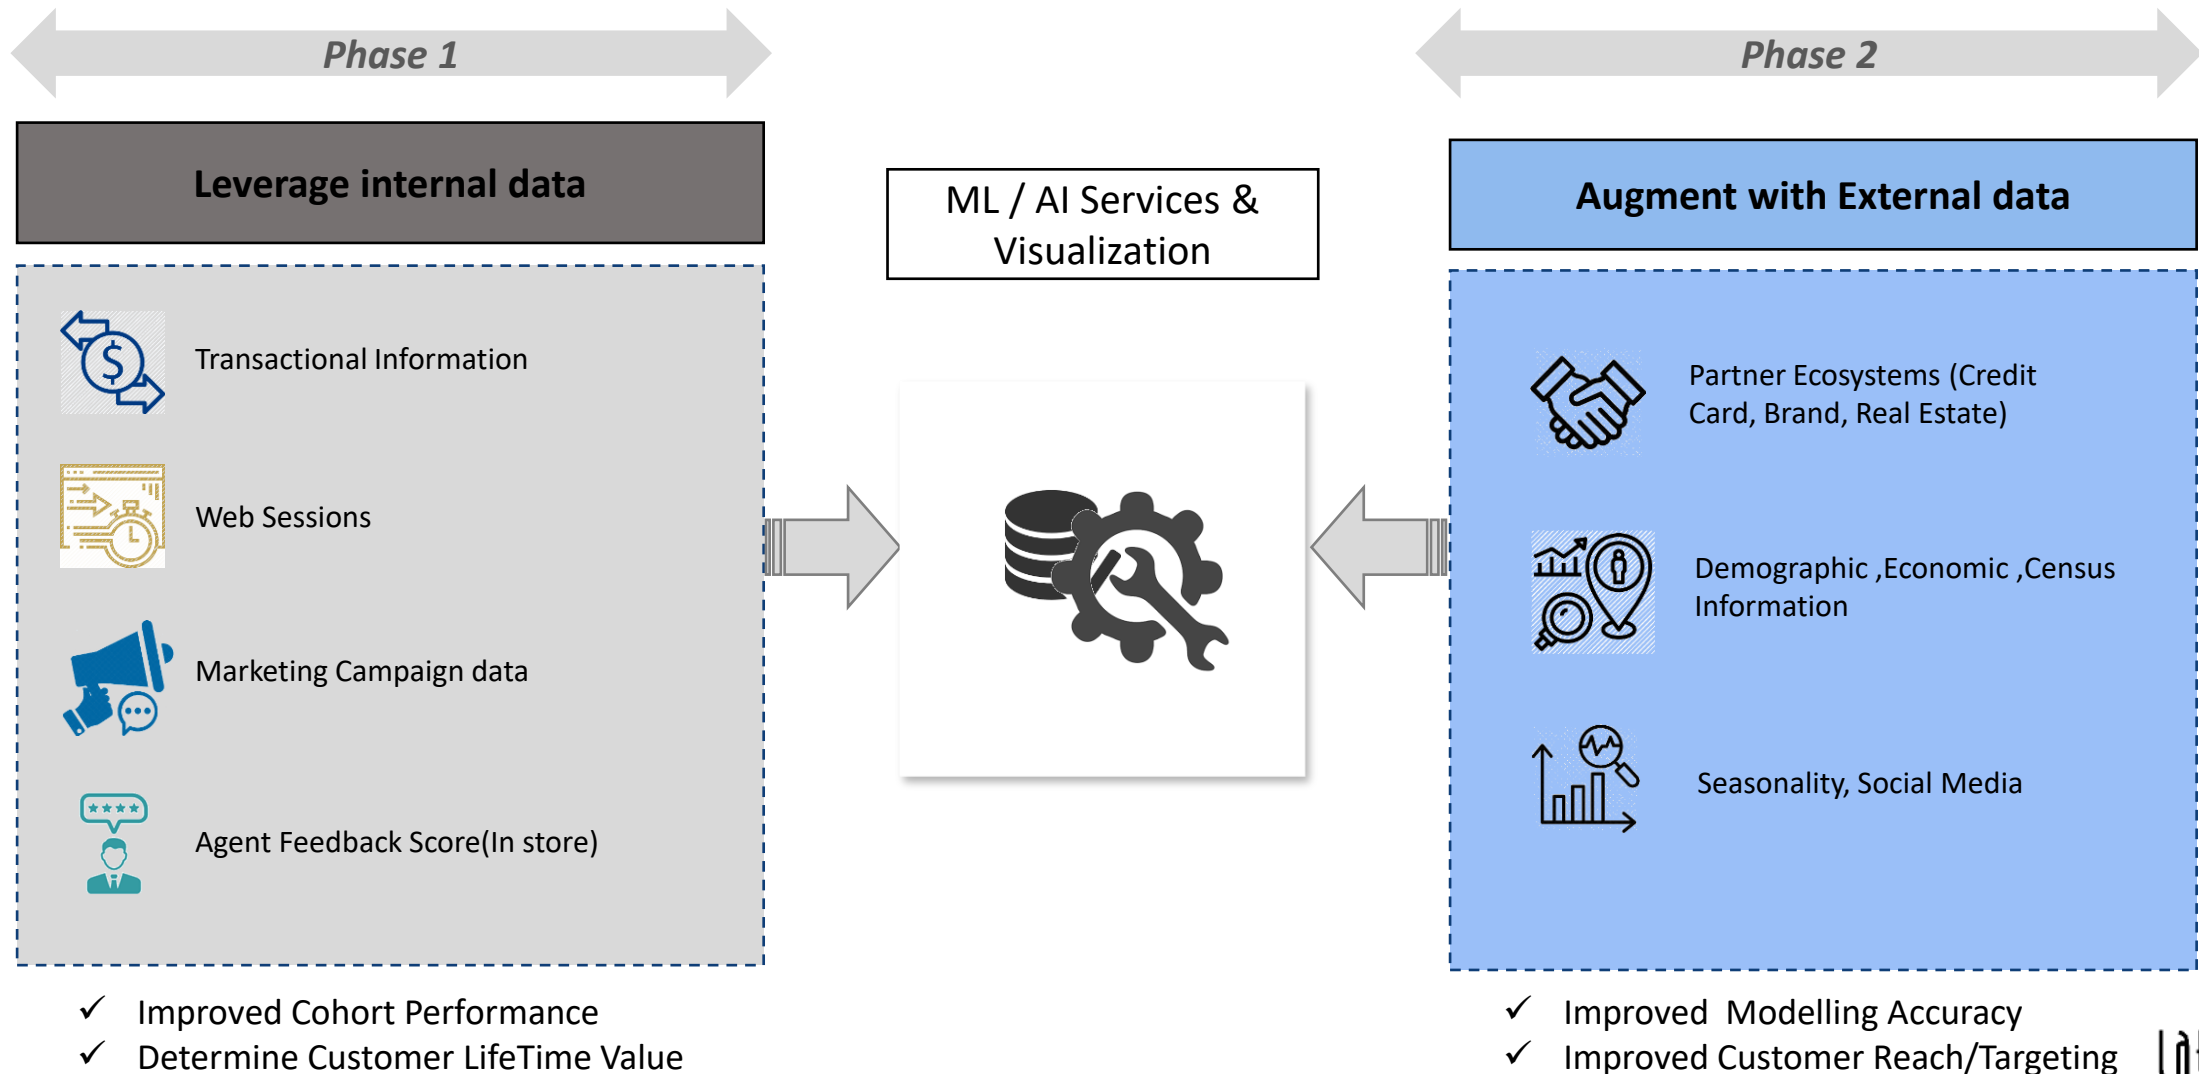 Phase 1
Phase 2
Leverage internal data
ML / AI Services &
Visualization
Augment with External data
Transactional Information
Web Sessions
Marketing Campaign data
Agent Feedback Score(In store)
$
Partner Ecosystems (Credit
Card, Brand, Real Estate)
Demographic ,Economic ,Census
Information
Seasonality, Social Media
✓ Improved Cohort Performance
✓ Determine Customer LifeTime Value
✓ Improved  Modelling Accuracy
✓ Improved Customer Reach/Targeting